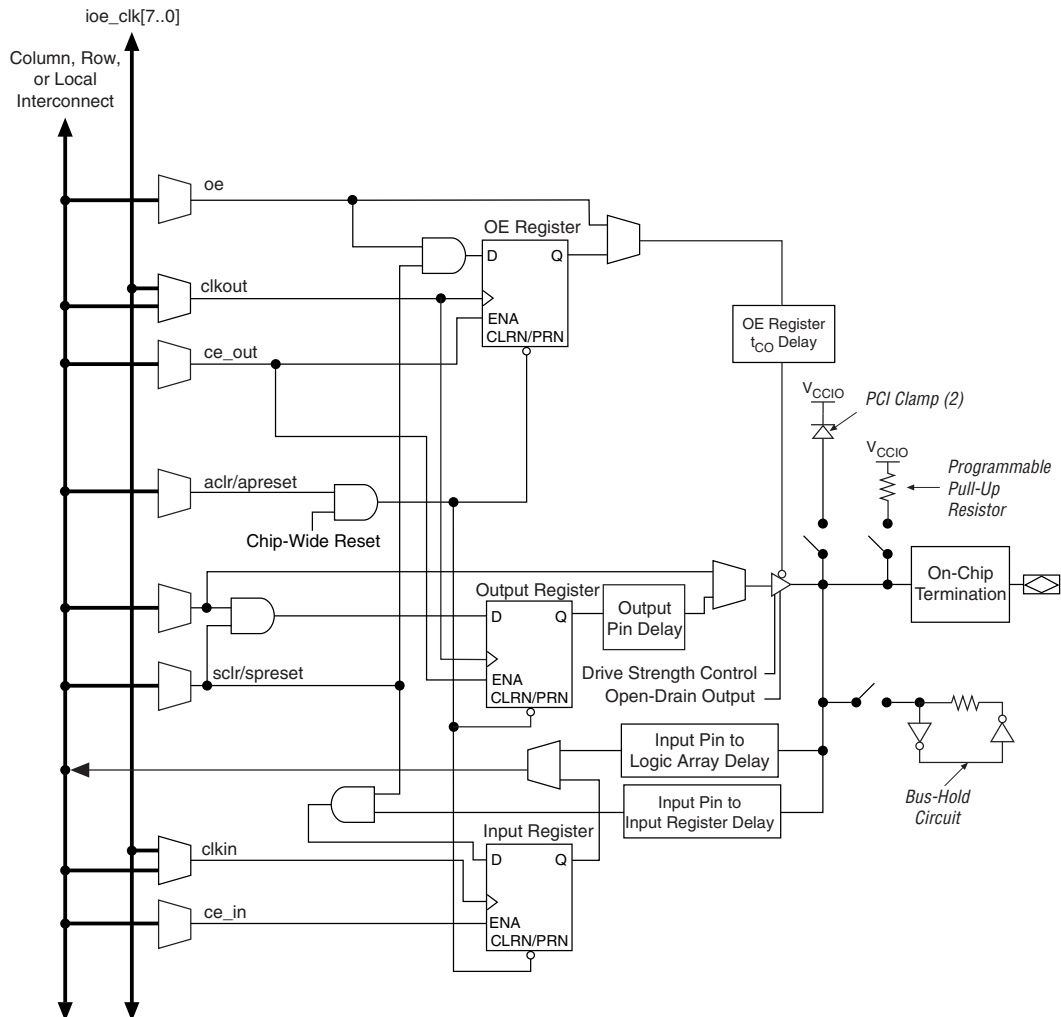 ioe_clk[7..0]
Column, Row,
or Local
Interconnect
oe
OE Register
D
Q
clkout
ENA
CLRN/PRN
OE Register
tCO Delay
ce_out
VCCIO
PCI Clamp (2)
VCCIO
Programmable
Pull-Up
Resistor
aclr/apreset
Chip-Wide Reset
On-Chip
Termination
Output Register
D
Q
Output
Pin Delay
ENA
CLRN/PRN
Drive Strength Control
Open-Drain Output
sclr/spreset
Input Pin to
Logic Array Delay
Input Pin to
Input Register Delay
Bus-Hold
Circuit
Input Register
D
Q
clkin
ENA
CLRN/PRN
ce_in